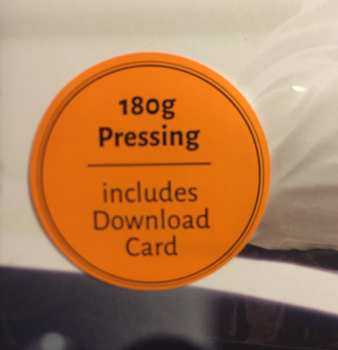 180g
Pressing
includes
Download
Card